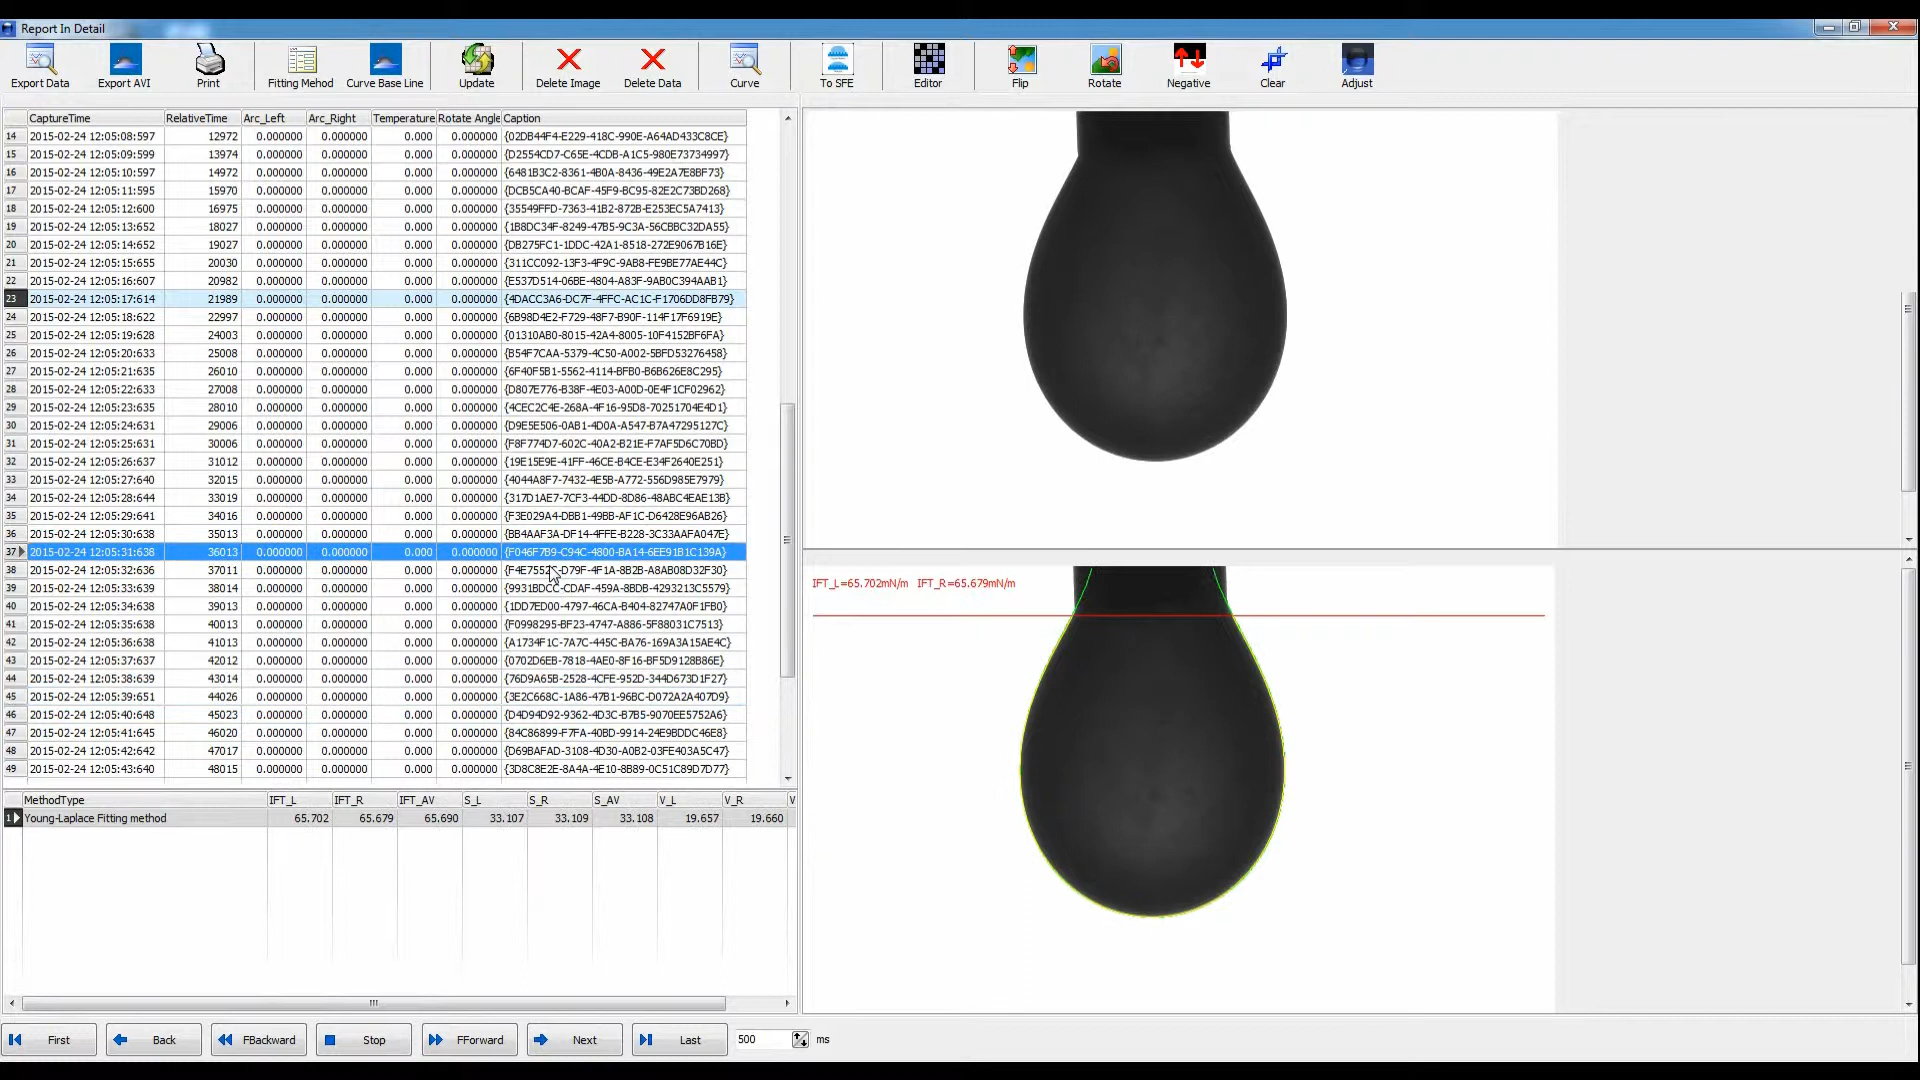 Report In Detail
Export Data Export AVI Print Fitting Mehod Curve Base Line Update Delete Image Delete Data Curve To SFE Editor Flip Rotate Negative Clear Adjust
CaptureTime RelativeTime Arc_Left Arc_Right Temperature Rotate Angle Caption
14 2015-02-24 12:05:08:597 12972 0.000000 0.000000 0.000 0.000000 {02DB44F4-E229-418C-990E-A64AD433C8CE}
15 2015-02-24 12:05:09:599 13974 0.000000 0.000000 0.000 0.000000 {D2554CD7-C65E-4CDB-A1C5-980E73734997}
16 2015-02-24 12:05:10:597 14972 0.000000 0.000000 0.000 0.000000 {6481B3C2-8361-4B0A-8436-49E2A7E8BF73}
17 2015-02-24 12:05:11:595 15970 0.000000 0.000000 0.000 0.000000 {DCB5CA40-BCAF-45F9-BC95-82E2C73BD268}
18 2015-02-24 12:05:12:600 16975 0.000000 0.000000 0.000 0.000000 {35549FFD-7363-41B2-872B-E253EC5A7413}
19 2015-02-24 12:05:13:652 18027 0.000000 0.000000 0.000 0.000000 {1B8DC34F-8249-47B5-9C3A-56CBBC32DA55}
20 2015-02-24 12:05:14:652 19027 0.000000 0.000000 0.000 0.000000 {DB275FC1-1DDC-42A1-8518-272E9067B16E}
21 2015-02-24 12:05:15:655 20030 0.000000 0.000000 0.000 0.000000 {311CC092-13F3-4F9C-9AB8-FE9BE77AE44C}
22 2015-02-24 12:05:16:607 20982 0.000000 0.000000 0.000 0.000000 {E537D514-06BE-4804-A83F-9AB0C394AAB1}
23 2015-02-24 12:05:17:614 21989 0.000000 0.000000 0.000 0.000000 {4DACC3A6-DC7F-4FFC-AC1C-F1706DD8FB79}
24 2015-02-24 12:05:18:622 22997 0.000000 0.000000 0.000 0.000000 {6B98D4E2-F729-48F7-B90F-114F17F6919E}
25 2015-02-24 12:05:19:628 24003 0.000000 0.000000 0.000 0.000000 {01310AB0-8015-42A4-8005-10F4152BF6FA}
26 2015-02-24 12:05:20:633 25008 0.000000 0.000000 0.000 0.000000 {B54F7CAA-5379-4C50-A002-5BFD53276458}
27 2015-02-24 12:05:21:635 26010 0.000000 0.000000 0.000 0.000000 {6F40F5B1-5562-4114-BFB0-B6B626E8C295}
28 2015-02-24 12:05:22:633 27008 0.000000 0.000000 0.000 0.000000 {D807E776-B38F-4E03-A00D-0E4F1CF02962}
29 2015-02-24 12:05:23:635 28010 0.000000 0.000000 0.000 0.000000 {4CEC2C4E-268A-4F16-95D8-70251704E4D1}
30 2015-02-24 12:05:24:631 29006 0.000000 0.000000 0.000 0.000000 {D9E5E506-0AB1-4D0A-A547-B7A47295127C}
31 2015-02-24 12:05:25:631 30006 0.000000 0.000000 0.000 0.000000 {F8F774D7-602C-40A2-B21E-F7AF5D6C70BD}
32 2015-02-24 12:05:26:637 31012 0.000000 0.000000 0.000 0.000000 {19E15E9E-41FF-46CE-B4CE-E34F2640E251}
33 2015-02-24 12:05:27:640 32015 0.000000 0.000000 0.000 0.000000 {4044A8F7-7432-4E5B-A772-556D985E7979}
34 2015-02-24 12:05:28:644 33019 0.000000 0.000000 0.000 0.000000 {317D1AE7-7CF3-44DD-8D86-48ABC4EAE13B}
35 2015-02-24 12:05:29:641 34016 0.000000 0.000000 0.000 0.000000 {F3E029A4-DBB1-49BB-AF1C-D6428E96AB26}
36 2015-02-24 12:05:30:638 35013 0.000000 0.000000 0.000 0.000000 {BB4AAF3A-DF14-4FFE-B228-3C33AAFA047E}
37 2015-02-24 12:05:31:638 36013 0.000000 0.000000 0.000 0.000000 {F046F7B9-C94C-4800-BA14-6EE91B1C139A}
38 2015-02-24 12:05:32:636 37011 0.000000 0.000000 0.000 0.000000
39 2015-02-24 12:05:33:639 38014 0.000000 0.000000 0.000 0.000000 {9931BDCC-CDAF-459A-8BDB-4293213C5579}
40 2015-02-24 12:05:34:638 39013 0.000000 0.000000 0.000 0.000000 {1DD7ED00-4797-46CA-B404-82747A0F1FB0}
41 2015-02-24 12:05:35:638 40013 0.000000 0.000000 0.000 0.000000 {F0998295-BF23-4747-A886-5F88031C7513}
42 2015-02-24 12:05:36:638 41013 0.000000 0.000000 0.000 0.000000 {A1734F1C-7A7C-445C-BA76-169A3A15AE4C}
43 2015-02-24 12:05:37:637 42012 0.000000 0.000000 0.000 0.000000 {0702D6EB-7818-4AE0-8F16-BF5D9128B86E}
44 2015-02-24 12:05:38:639 43014 0.000000 0.000000 0.000 0.000000 {76D9A65B-2528-4CFE-952D-344D673D1F27}
45 2015-02-24 12:05:39:651 44026 0.000000 0.000000 0.000 0.000000 {3E2C668C-1A86-47B1-96BC-D072A2A407D9}
46 2015-02-24 12:05:40:648 45023 0.000000 0.000000 0.000 0.000000 {D4D94D92-9362-4D3C-B7B5-9070EE5752A6}
47 2015-02-24 12:05:41:645 46020 0.000000 0.000000 0.000 0.000000 {84C86899-F7FA-40BD-9914-24E9BDDC46E8}
48 2015-02-24 12:05:42:642 47017 0.000000 0.000000 0.000 0.000000 {D69BAFAD-3108-4D30-A0B2-03FE403A5C47}
49 2015-02-24 12:05:43:640 48015 0.000000 0.000000 0.000 0.000000 {3D8C8E2E-8A4A-4E10-8B89-0C51C89D7D77}
IFT_L=65.702mN/m IFT_R=65.679mN/m
MethodType IFT_L IFT_R IFT_AV S_L S_R S_AV V_L V_R V
1 Young-Laplace Fitting method 65.702 65.679 65.690 33.107 33.109 33.108 19.657 19.660
First Back FBackward Stop FForward Next Last 500 ms